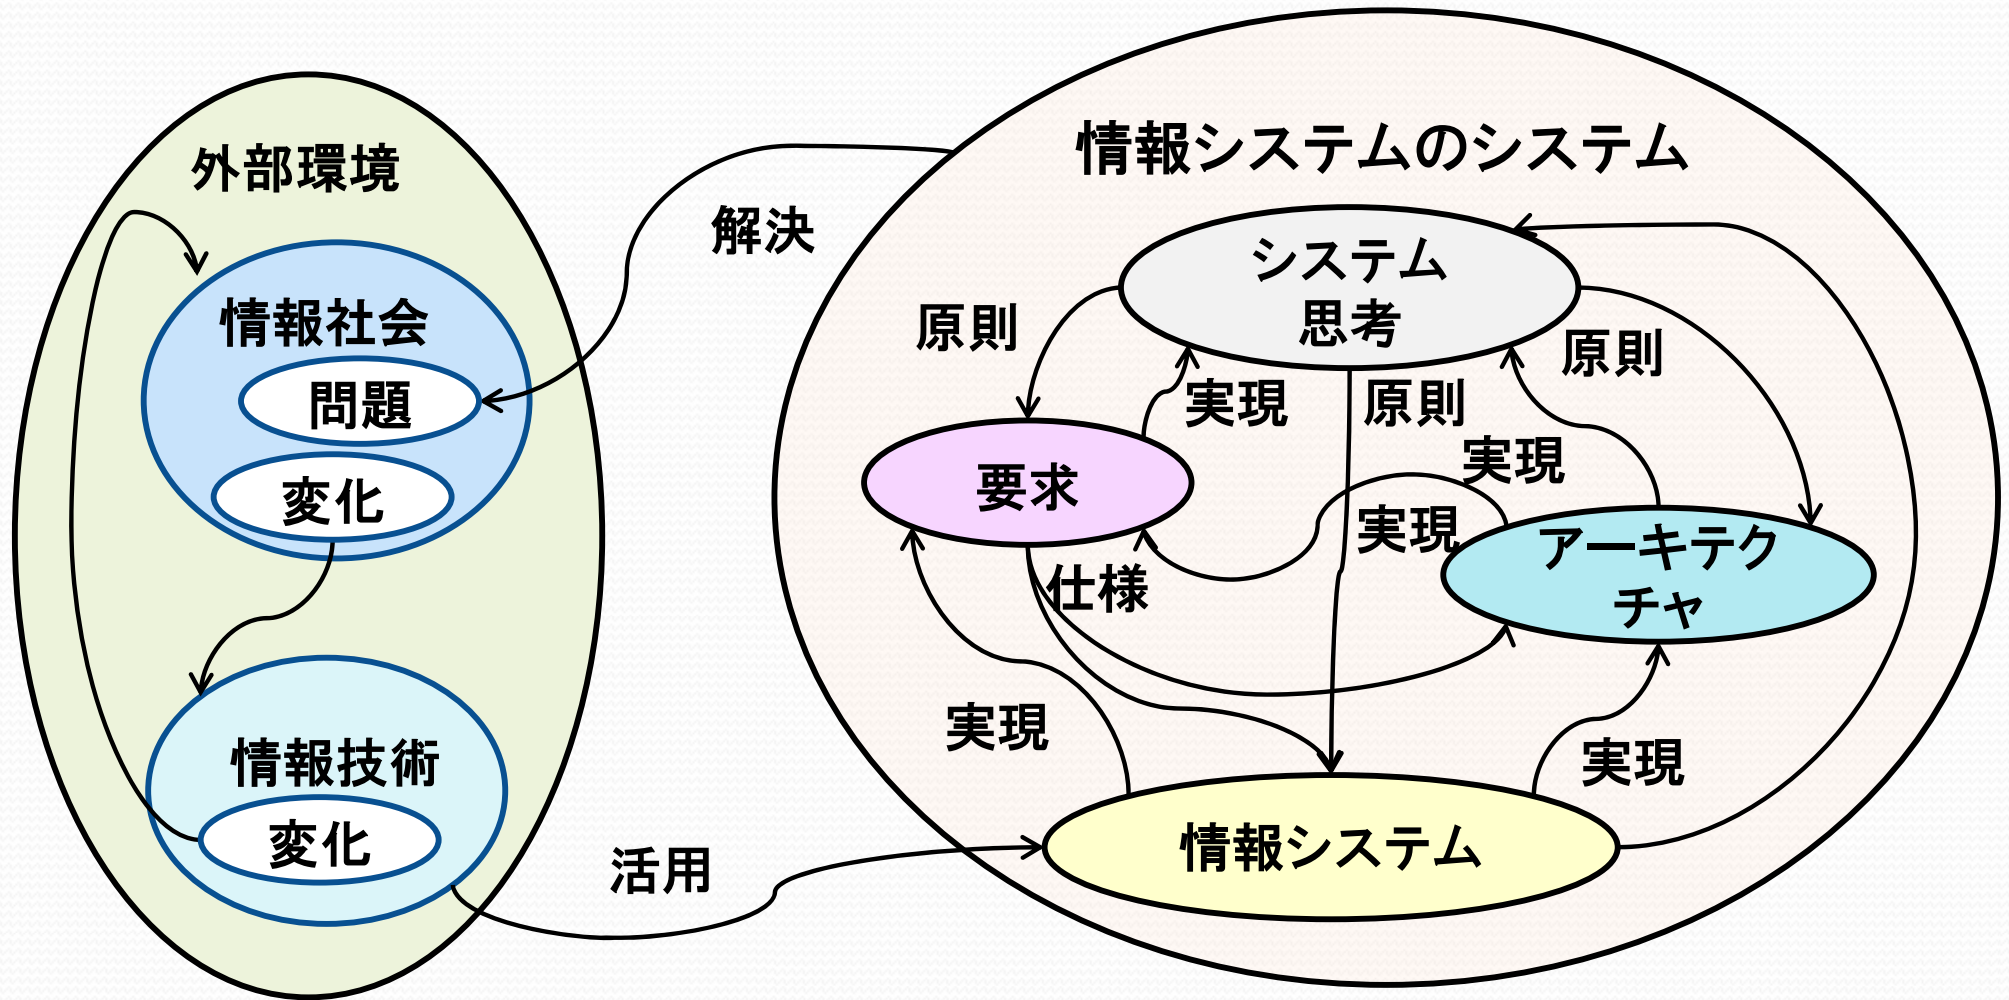 外部環境
情報社会
問題
変化
情報技術
変化
解決
活用
情報システムのシステム
システム
思考
原則
実現
原則
原則
実現
要求
実現
仕様
アーキテク
チャ
実現
実現
情報システム